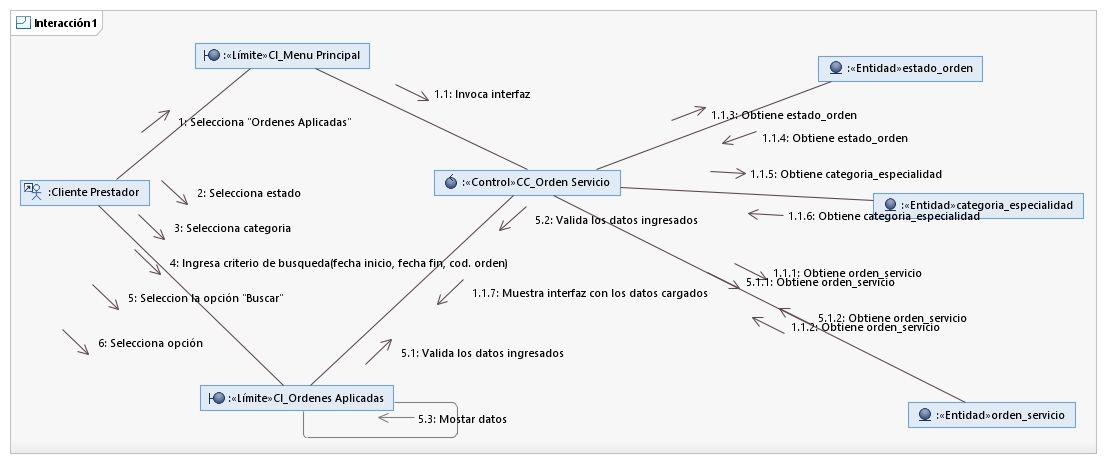 Interacción1
:«Límite»CI_Menu Principal
:«Entidad»estado_orden
1.1: Invoca interfaz
1: Selecciona "Ordenes Aplicadas"
1.1.3: Obtiene estado_orden
1.1.4: Obtiene estado_orden
1.1.5: Obtiene categoria_especialidad
:«Control»CC_Orden Servicio
:Cliente Prestador
2: Selecciona estado
:«Entidad»categoria_especialidad
1.1.6: Obtiene categoria_especialidad
5.2: Valida los datos ingresados
3: Selecciona categoria
4: Ingresa criterio de busqueda(fecha inicio, fecha fin, cod. orden)
1.1.1: Obtiene orden_servicio
5.1.1: Obtiene orden_servicio
1.1.7: Muestra interfaz con los datos cargados
5: Seleccion la opción "Buscar"
5.1.2: Obtiene orden_servicio
1.1.2: Obtiene orden_servicio
6: Selecciona opción
5.1: Valida los datos ingresados
:«Límite»CI_Ordenes Aplicadas
5.3: Mostar datos
:«Entidad»orden_servicio